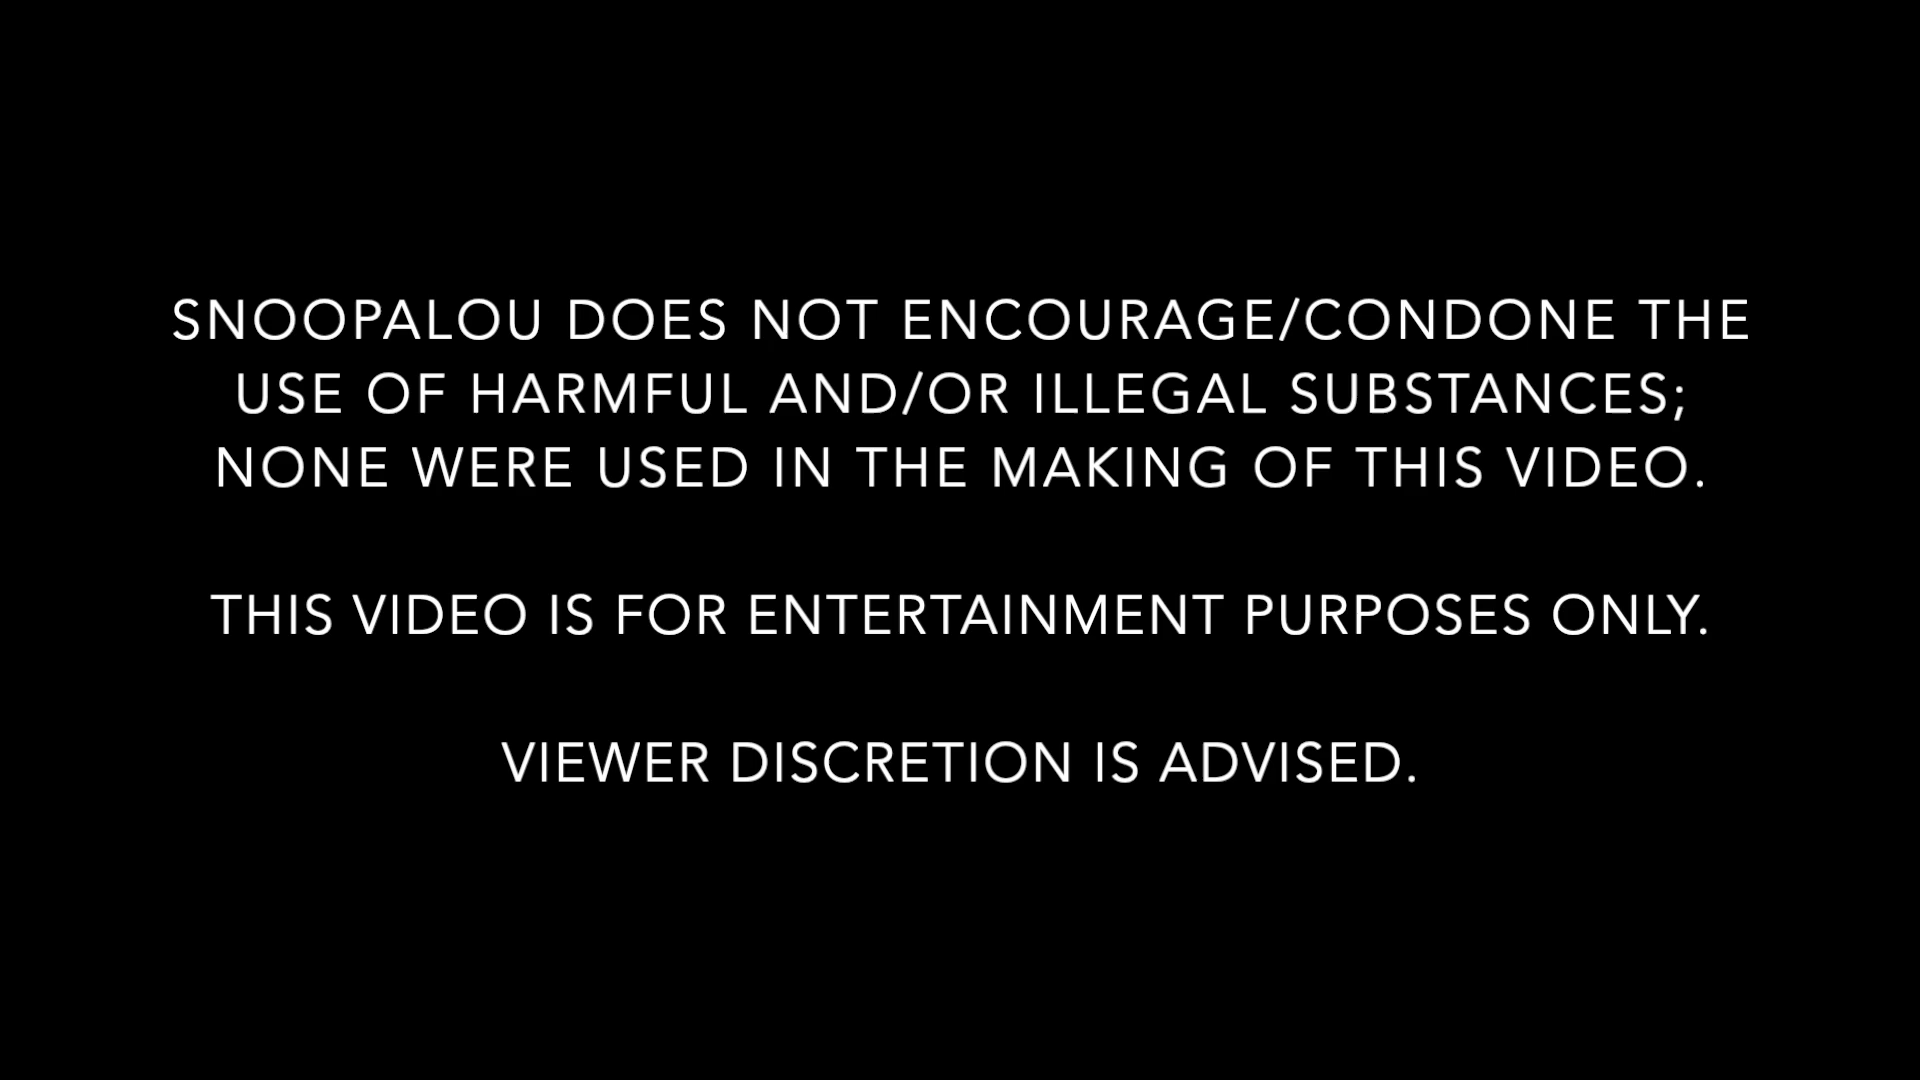 SNOOPALOU DOES NOT ENCOURAGE/CONDONE THE
USE OF HARMFUL AND/OR ILLEGAL SUBSTANCES;
NONE WERE USED IN THE MAKING OF THIS VIDEO.
THIS VIDEO IS FOR ENTERTAINMENT PURPOSES ONLY.
VIEWER DISCRETION IS ADVISED.